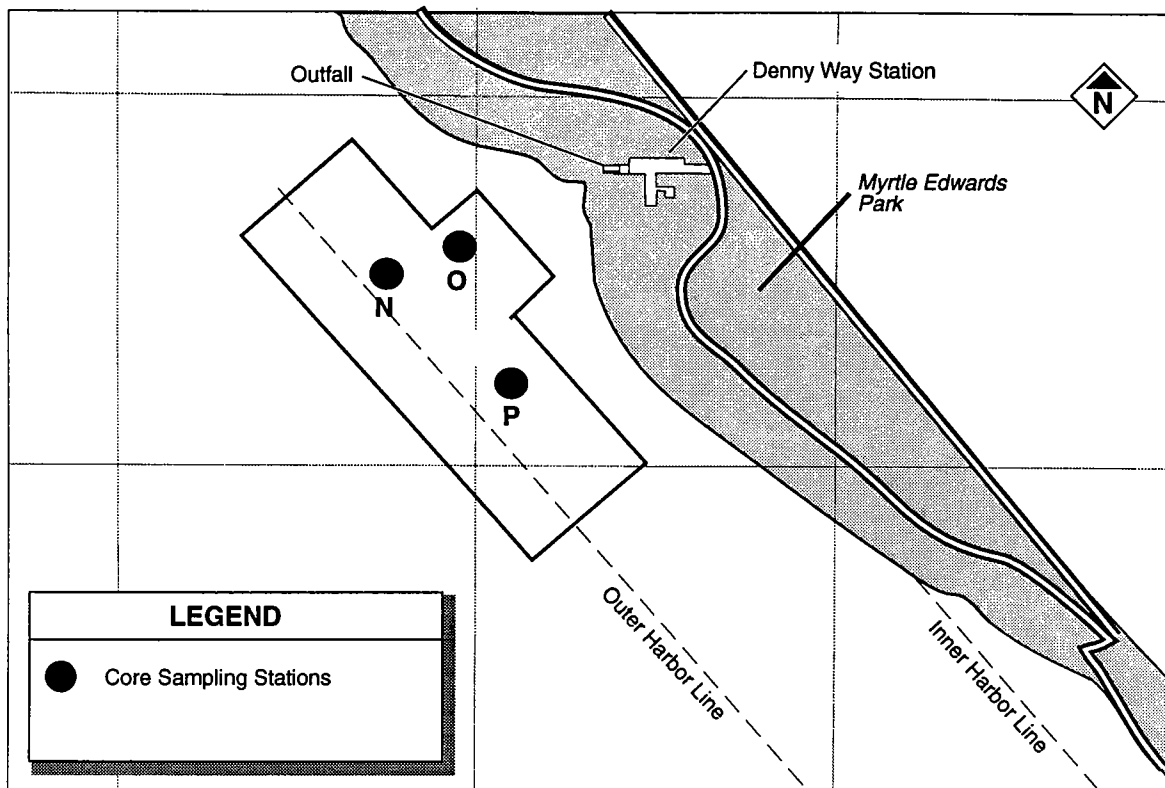 Outfall
Denny Way Station
N
Myrtle Edwards
Park
O
N
P
Outer Harbor Line
Inner Harbor Line
LEGEND
Core Sampling Stations